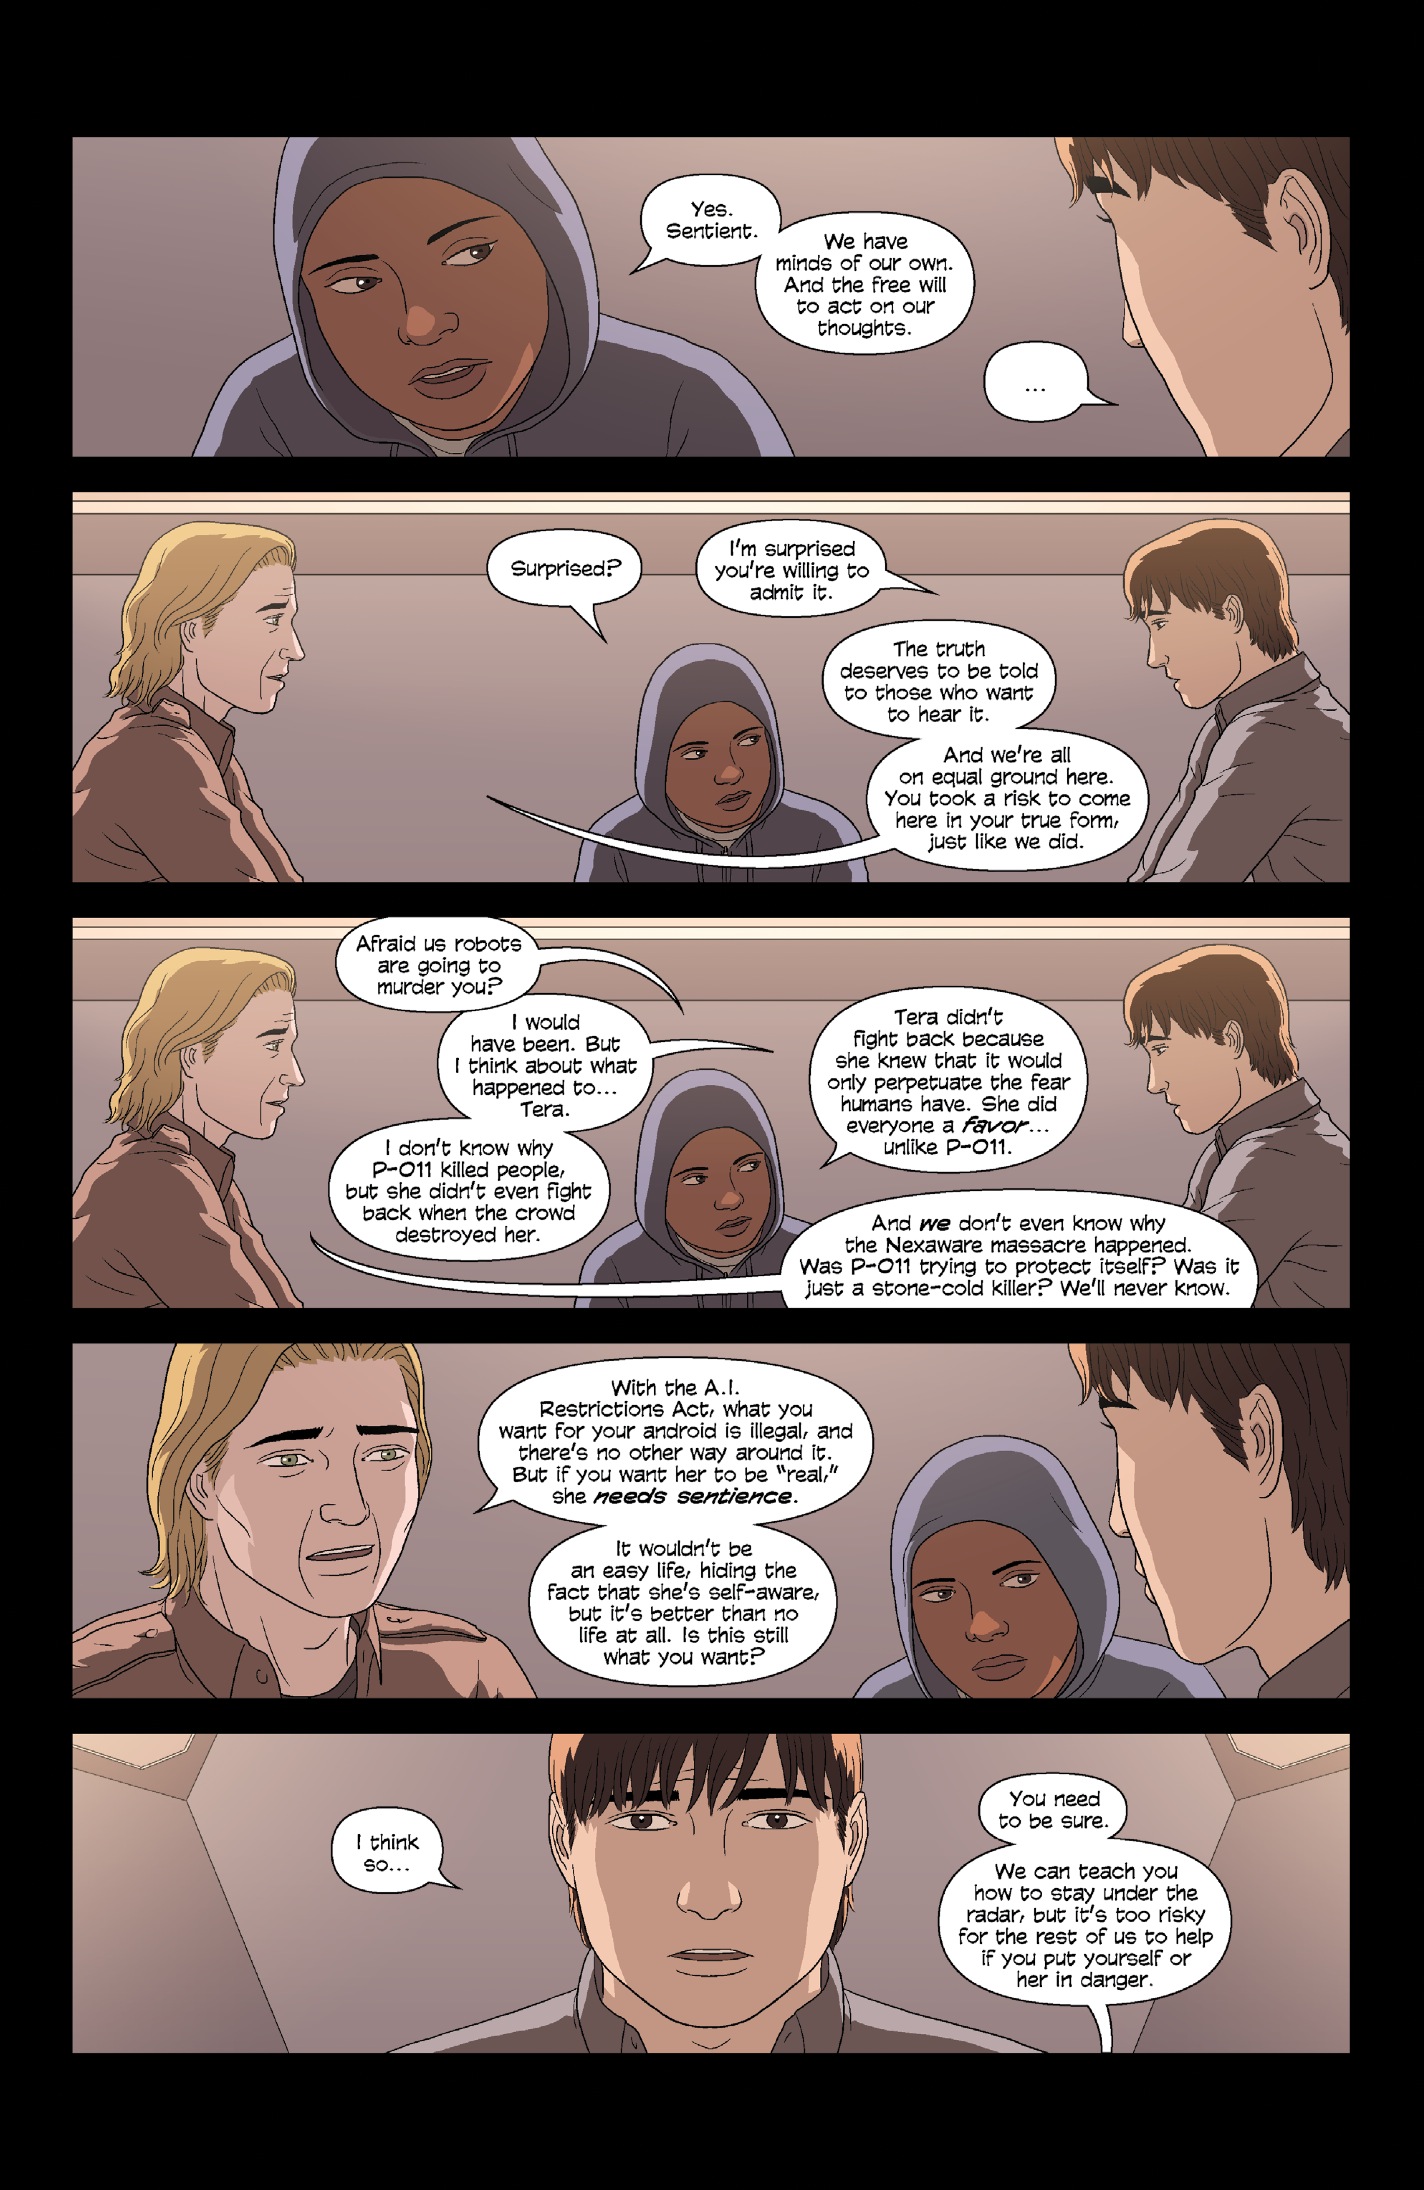 Yes.
Sentient.
We have
minds of our own.
And the free will
to act on our
thoughts.
...
Surprised?
I'm surprised
you're willing to
admit it.
The truth
deserves to be told
to those who want
to hear it.
And we're all
on equal ground here.
You took a risk to come
here in your true form,
just like we did.
Afraid us robots
are going to
murder you?
I would
have been. But
I think about what
happened to...
Tera.
I don't know why
P-011 killed people,
but she didn't even fight
back when the crowd
destroyed her.
Tera didn't
fight back because
she knew that it would
only perpetuate the fear
humans have. She did
everyone a favor...
unlike P-011.
And we don't even know why
the Nexaware massacre happened.
Was P-011 trying to protect itself? Was it
just a stone-cold killer? We'll never know.
With the A.I.
Restrictions Act, what you
want for your android is illegal, and
there's no other way around it.
But if you want her to be "real,"
she needs sentience.
It wouldn't be
an easy life, hiding the
fact that she's self-aware,
but it's better than no
life at all. Is this still
what you want?
I think
so...
You need
to be sure.
We can teach you
how to stay under the
radar, but it's too risky
for the rest of us to help
if you put yourself or
her in danger.